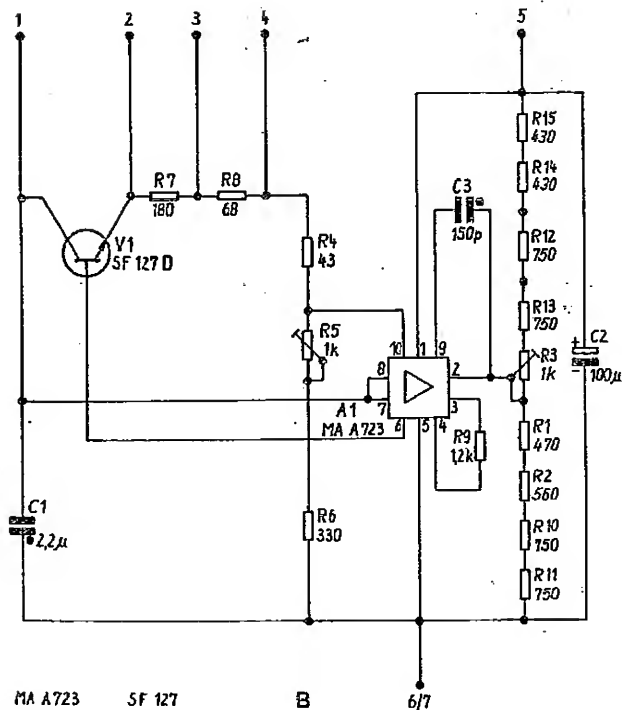 1 2 3 4 5
R7
180
R8
68
V1
SF 127 D
R4
43
R5
1k
C3
150p
R15
430
R14
430
R12
750
R13
750
R3
1k
C2
+
-
100µ
10 1 9
8 2
7 3
6 5 4
A1
MA A723
R9
1,2k
R1
470
R2
560
R10
750
R11
750
C1
2,2µ
R6
330
MA A723 SF 127 B 6/7